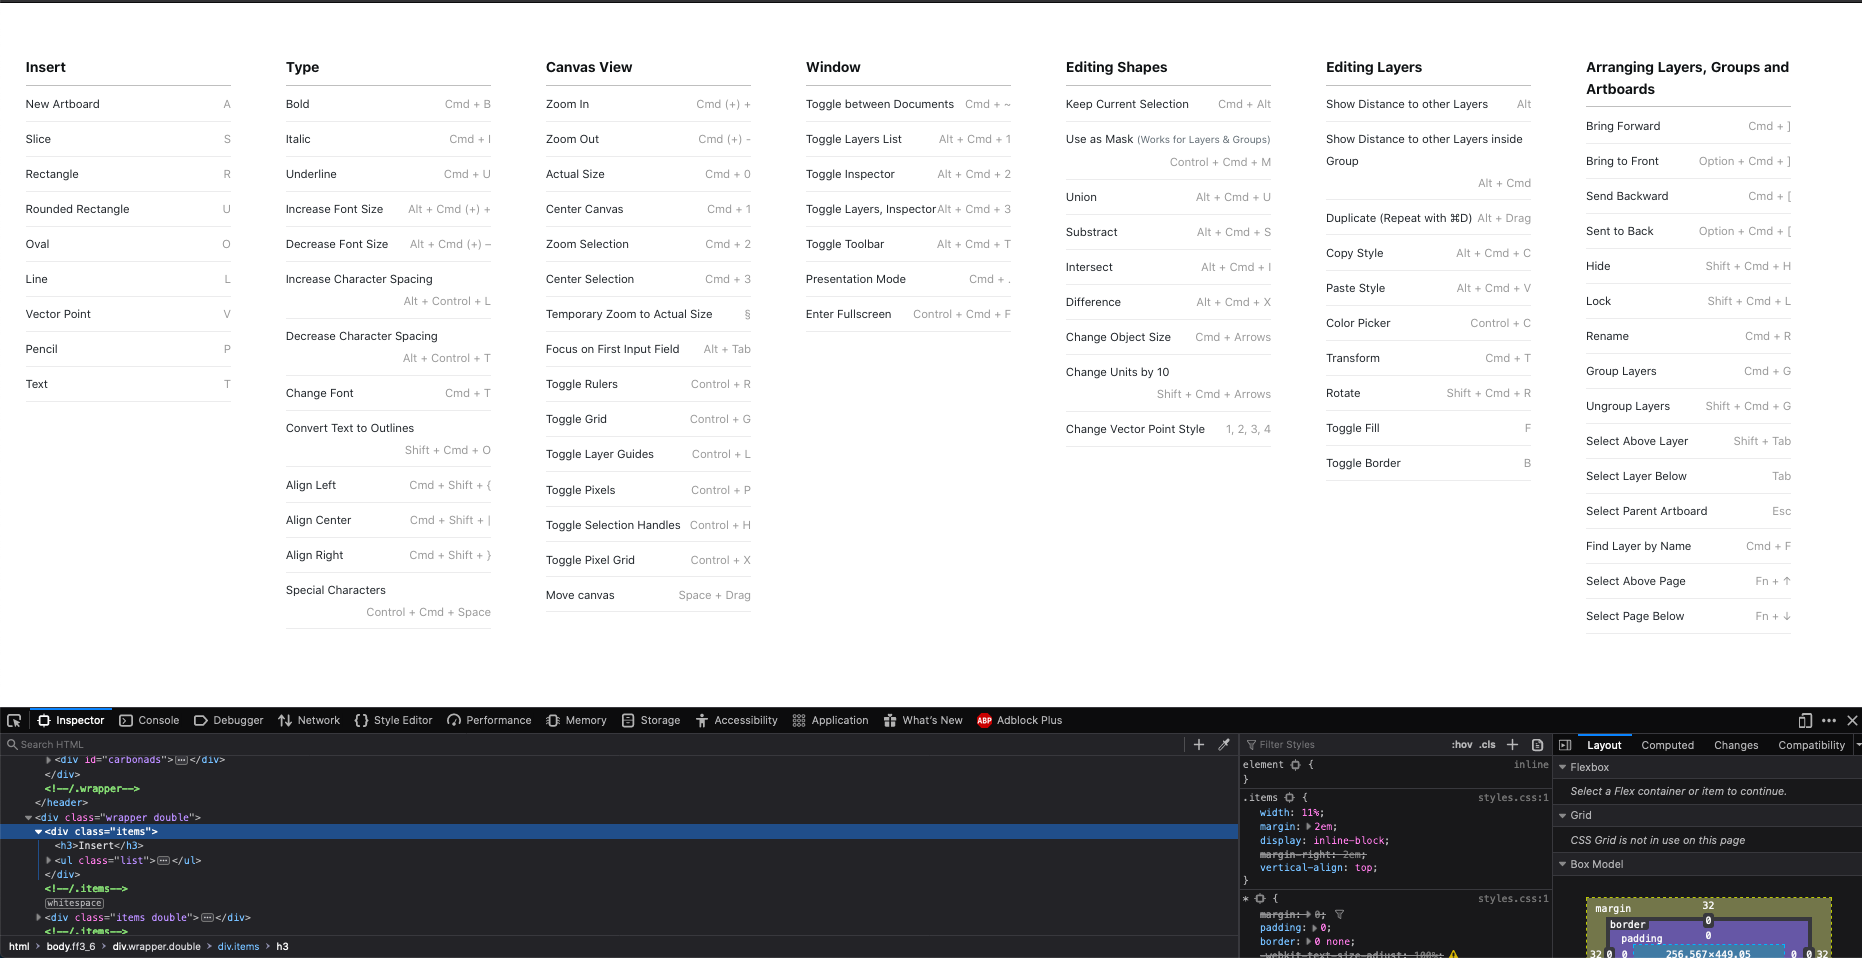 Insert
New Artboard A
Slice S
Rectangle R
Rounded Rectangle U
Oval O
Line L
Vector Point V
Pencil P
Text T
Type
Bold Cmd + B
Italic Cmd + I
Underline Cmd + U
Increase Font Size Alt + Cmd (+) +
Decrease Font Size Alt + Cmd (+) –
Increase Character Spacing
Alt + Control + L
Decrease Character Spacing
Alt + Control + T
Change Font Cmd + T
Convert Text to Outlines
Shift + Cmd + O
Align Left Cmd + Shift + {
Align Center Cmd + Shift + |
Align Right Cmd + Shift + }
Special Characters
Control + Cmd + Space
Canvas View
Zoom In Cmd (+) +
Zoom Out Cmd (+) -
Actual Size Cmd + 0
Center Canvas Cmd + 1
Zoom Selection Cmd + 2
Center Selection Cmd + 3
Temporary Zoom to Actual Size §
Focus on First Input Field Alt + Tab
Toggle Rulers Control + R
Toggle Grid Control + G
Toggle Layer Guides Control + L
Toggle Pixels Control + P
Toggle Selection Handles Control + H
Toggle Pixel Grid Control + X
Move canvas Space + Drag
Window
Toggle between Documents Cmd + ~
Toggle Layers List Alt + Cmd + 1
Toggle Inspector Alt + Cmd + 2
Toggle Layers, Inspector Alt + Cmd + 3
Toggle Toolbar Alt + Cmd + T
Presentation Mode Cmd + .
Enter Fullscreen Control + Cmd + F
Editing Shapes
Keep Current Selection Cmd + Alt
Use as Mask (Works for Layers & Groups)
Control + Cmd + M
Union Alt + Cmd + U
Substract Alt + Cmd + S
Intersect Alt + Cmd + I
Difference Alt + Cmd + X
Change Object Size Cmd + Arrows
Change Units by 10
Shift + Cmd + Arrows
Change Vector Point Style 1, 2, 3, 4
Editing Layers
Show Distance to other Layers Alt
Show Distance to other Layers inside
Group
Alt + Cmd
Duplicate (Repeat with ⌘D) Alt + Drag
Copy Style Alt + Cmd + C
Paste Style Alt + Cmd + V
Color Picker Control + C
Transform Cmd + T
Rotate Shift + Cmd + R
Toggle Fill F
Toggle Border B
Arranging Layers, Groups and
Artboards
Bring Forward Cmd + ]
Bring to Front Option + Cmd + ]
Send Backward Cmd + [
Sent to Back Option + Cmd + [
Hide Shift + Cmd + H
Lock Shift + Cmd + L
Rename Cmd + R
Group Layers Cmd + G
Ungroup Layers Shift + Cmd + G
Select Above Layer Shift + Tab
Select Layer Below Tab
Select Parent Artboard Esc
Find Layer by Name Cmd + F
Select Above Page Fn + ↑
Select Page Below Fn + ↓
Inspector Console Debugger Network Style Editor Performance Memory Storage Accessibility Application What's New ABP Adblock Plus
Search HTML
<div id="carbonads"></div>
</div>
<!--/.wrapper-->
</header>
<div class="wrapper double">
<div class="items">
<h3>Insert</h3>
<ul class="list"></ul>
</div>
<!--/.items-->
whitespace
<div class="items double"></div>
<!--/.items-->
html > body.ff3_6 > div.wrapper.double > div.items > h3
Filter Styles :hov .cls
element { inline
}
.items { styles.css:1
width: 11%;
margin: 2em;
display: inline-block;
margin-right: 2em;
vertical-align: top;
}
* { styles.css:1
margin: 0;
padding: 0;
border: 0 none;
-webkit-text-size-adjust: 100%;
Layout Computed Changes Compatibility
Flexbox
Select a Flex container or item to continue.
Grid
CSS Grid is not in use on this page
Box Model
margin 32
border 0
padding 0
32 0 0 256.567×449.05 0 0 32